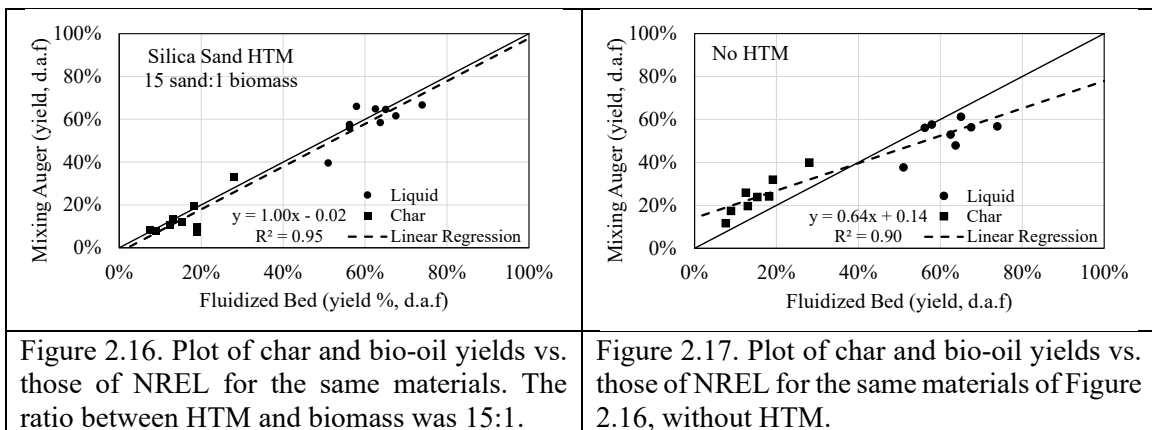 100%
80%
60%
40%
20%
0%
Mixing Auger (yield, d.a.f)
Silica Sand HTM
15 sand:1 biomass
Liquid
Char
y = 1.00x - 0.02
R² = 0.95
Linear Regression
0% 20% 40% 60% 80% 100%
Fluidized Bed (yield %, d.a.f)
Figure 2.16. Plot of char and bio-oil yields vs.
those of NREL for the same materials. The
ratio between HTM and biomass was 15:1.
100%
80%
60%
40%
20%
0%
Mixing Auger (yield, d.a.f)
No HTM
Liquid
Char
y = 0.64x + 0.14
R² = 0.90
Linear Regression
0% 20% 40% 60% 80% 100%
Fluidized Bed (yield, d.a.f)
Figure 2.17. Plot of char and bio-oil yields vs.
those of NREL for the same materials of Figure
2.16, without HTM.